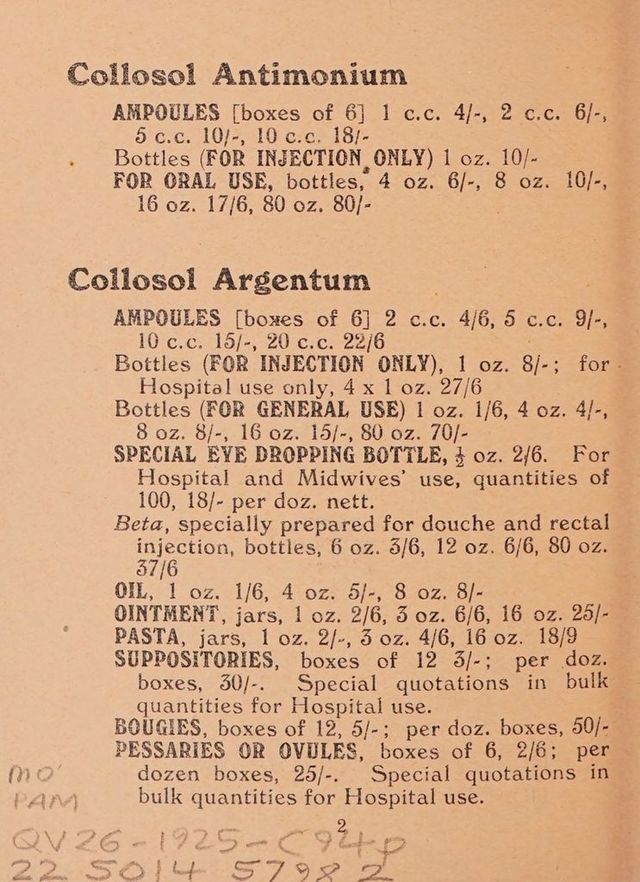 Collosol Antimonium
AMPOULES [boxes of 6] 1 c.c. 4/-, 2 c.c. 6/-,
5 c.c. 10/-, 10 c.c. 18/-
Bottles (FOR INJECTION ONLY) 1 oz. 10/-
FOR ORAL USE, bottles, 4 oz. 6/-, 8 oz. 10/-,
16 oz. 17/6, 80 oz. 80/-
Collosol Argentum
AMPOULES [boxes of 6] 2 c.c. 4/6, 5 c.c. 9/-,
10 c.c. 15/-, 20 c.c. 22/6
Bottles (FOR INJECTION ONLY), 1 oz. 8/-; for
Hospital use only, 4 x 1 oz. 27/6
Bottles (FOR GENERAL USE) 1 oz. 1/6, 4 oz. 4/-,
8 oz. 8/-, 16 oz. 15/-, 80 oz. 70/-
SPECIAL EYE DROPPING BOTTLE, ½ oz. 2/6. For
Hospital and Midwives' use, quantities of
100, 18/- per doz. nett.
Beta, specially prepared for douche and rectal
injection, bottles, 6 oz. 3/6, 12 oz. 6/6, 80 oz.
37/6
OIL, 1 oz. 1/6, 4 oz. 5/-, 8 oz. 8/-
OINTMENT, jars, 1 oz. 2/6, 3 oz. 6/6, 16 oz. 25/-
PASTA, jars, 1 oz. 2/-, 3 oz. 4/6, 16 oz. 18/9
SUPPOSITORIES, boxes of 12 3/-; per doz.
boxes, 30/-. Special quotations in bulk
quantities for Hospital use.
BOUGIES, boxes of 12, 5/-; per doz. boxes, 50/-
PESSARIES OR OVULES, boxes of 6, 2/6; per
dozen boxes, 25/-. Special quotations in
bulk quantities for Hospital use.
2
MO
PAM
QV26-1925-C94p
22 5014 5798 2